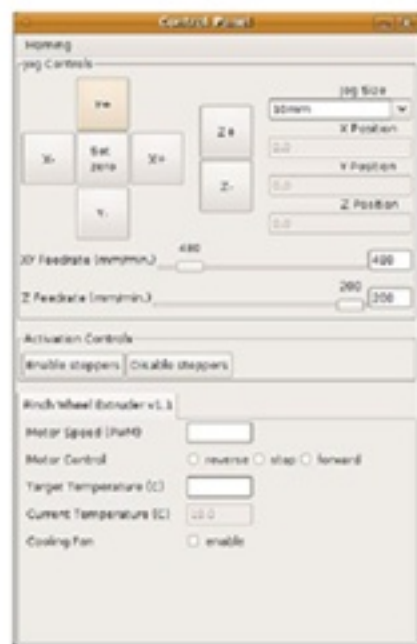 Control Panel
Homing
Jog Controls
Y+
X-
Set zero
X+
Y-
Z+
Z-
Jog Size
10mm
X Position
0.0
Y Position
0.0
Z Position
0.0
XY Feedrate (mm/min.)
480
480
Z Feedrate (mm/min.)
200
200
Activation Controls
Enable steppers Disable steppers
Pinch Wheel Extruder v1.1
Motor Speed (PWM)
Motor Control reverse stop forward
Target Temperature (C)
Current Temperature (C)
Cooling Fan enable